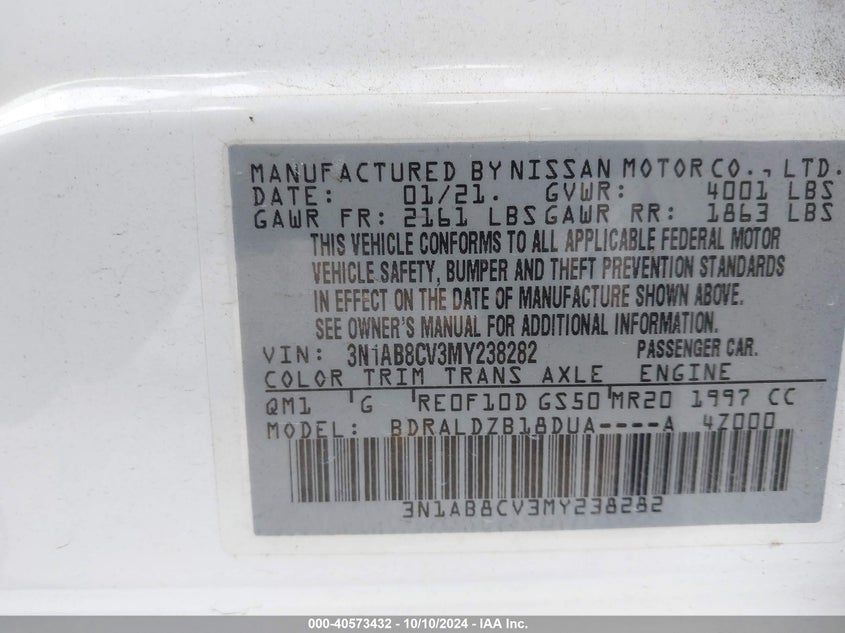 MANUFACTURED BY NISSAN MOTOR CO., LTD.
DATE: 01/21. GVWR: 4001 LBS
GAWR FR: 2161 LBS GAWR RR: 1863 LBS
THIS VEHICLE CONFORMS TO ALL APPLICABLE FEDERAL MOTOR
VEHICLE SAFETY, BUMPER AND THEFT PREVENTION STANDARDS
IN EFFECT ON THE DATE OF MANUFACTURE SHOWN ABOVE.
SEE OWNER'S MANUAL FOR ADDITIONAL INFORMATION.
VIN: 3N1AB8CV3MY238282 PASSENGER CAR.
COLOR TRIM TRANS AXLE ENGINE
QM1 G RE0F10D GS50 MR20 1997 CC
MODEL: BDRALDZB18DUA----A 4Z000
3N1AB8CV3MY238282
000-40573432 - 10/10/2024 - IAA Inc.